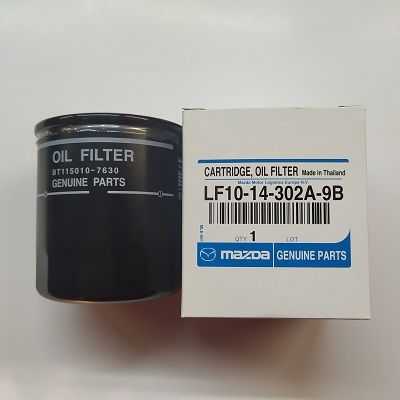 OIL FILTER
BT115010-7630
GENUINE PARTS
CARTRIDGE, OIL FILTER Made in Thailand
Mazda Motor Logistics Europe N.V.
LF10-14-302A-9B
QTY 1 LOT
mazda GENUINE PARTS